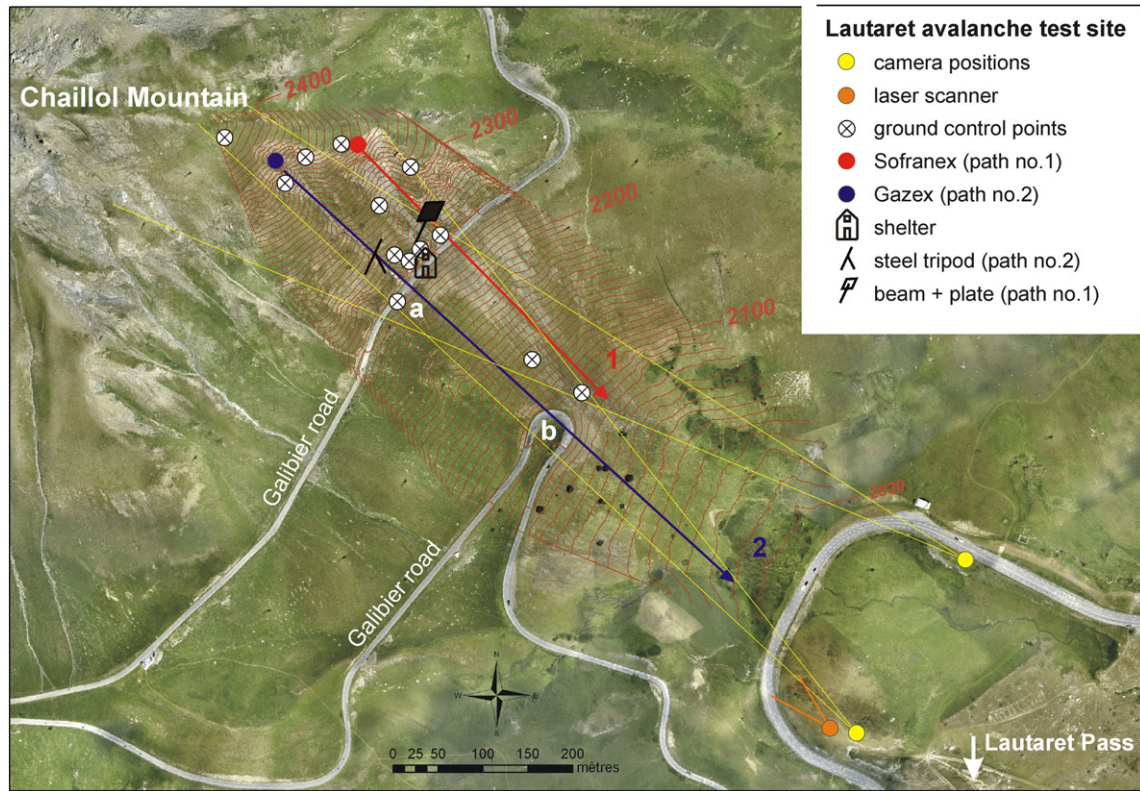 Lautaret avalanche test site
camera positions
laser scanner
ground control points
Sofranex (path no.1)
Gazex (path no.2)
shelter
steel tripod (path no.2)
beam + plate (path no.1)
Chaillol Mountain
2400
2300
2200
2100
2030
a
1
b
2
Galibier road
Galibier road
N
W E
S
0 25 50 100 150 200
mètres
Lautaret Pass